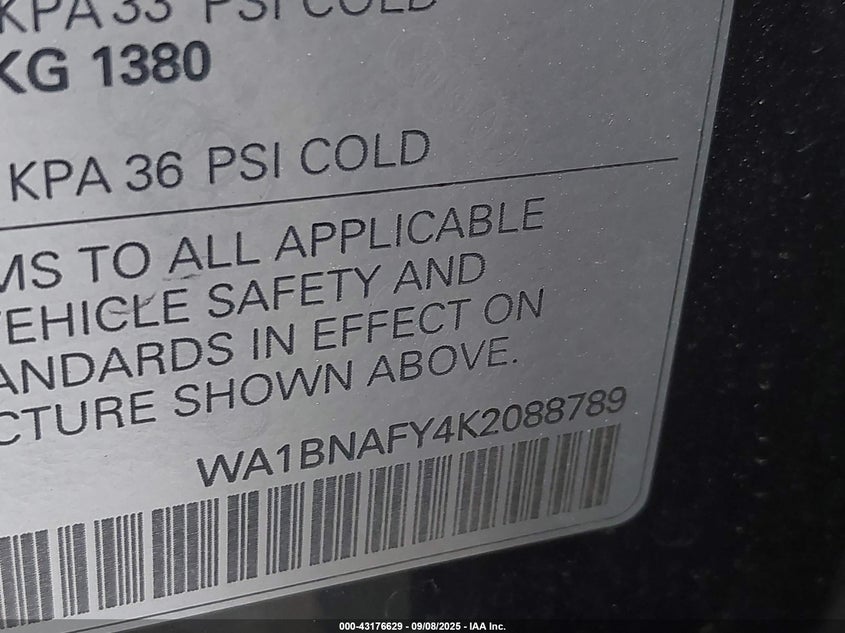 KPA 33 PSI COLD
KG 1380
KPA 36 PSI COLD
MS TO ALL APPLICABLE
VEHICLE SAFETY AND
ANDARDS IN EFFECT ON
CTURE SHOWN ABOVE.
WA1BNAFY4K2088789
000-43176629 - 09/08/2025 - IAA Inc.